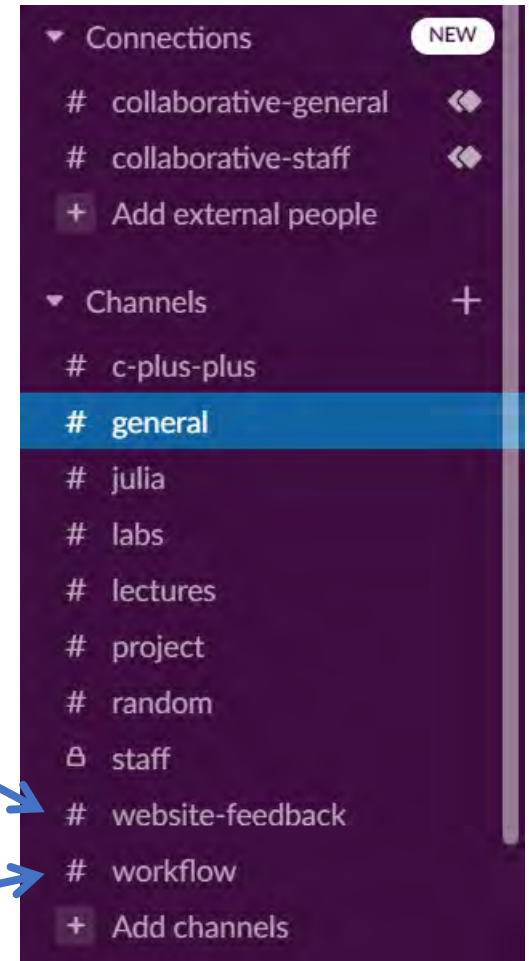 Connections NEW
# collaborative-general
# collaborative-staff
+ Add external people
Channels +
# c-plus-plus
# general
# julia
# labs
# lectures
# project
# random
staff
# website-feedback
# workflow
+ Add channels